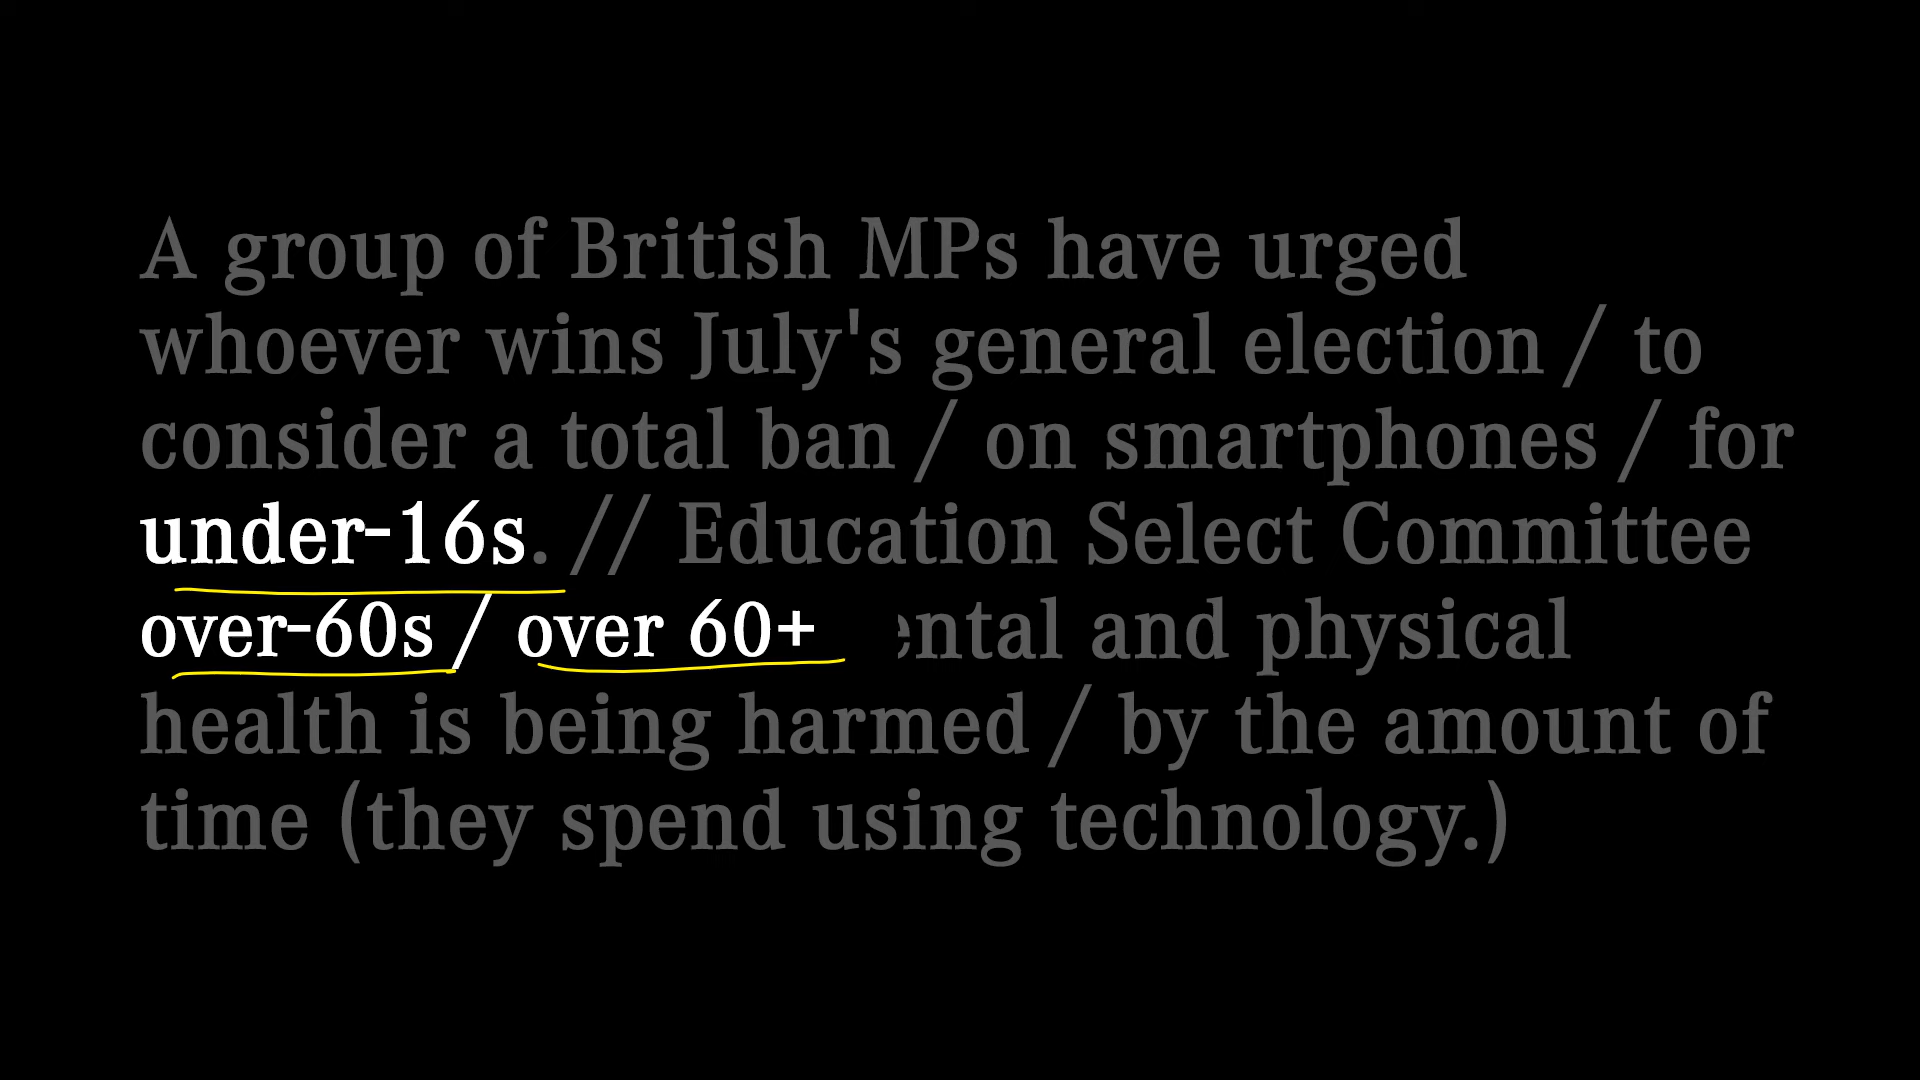 A group of British MPs have urged
whoever wins July's general election / to
consider a total ban / on smartphones / for
under-16s. // Education Select Committee
over-60s / over 60+ and physical
health is being harmed / by the amount of
time (they spend using technology.)